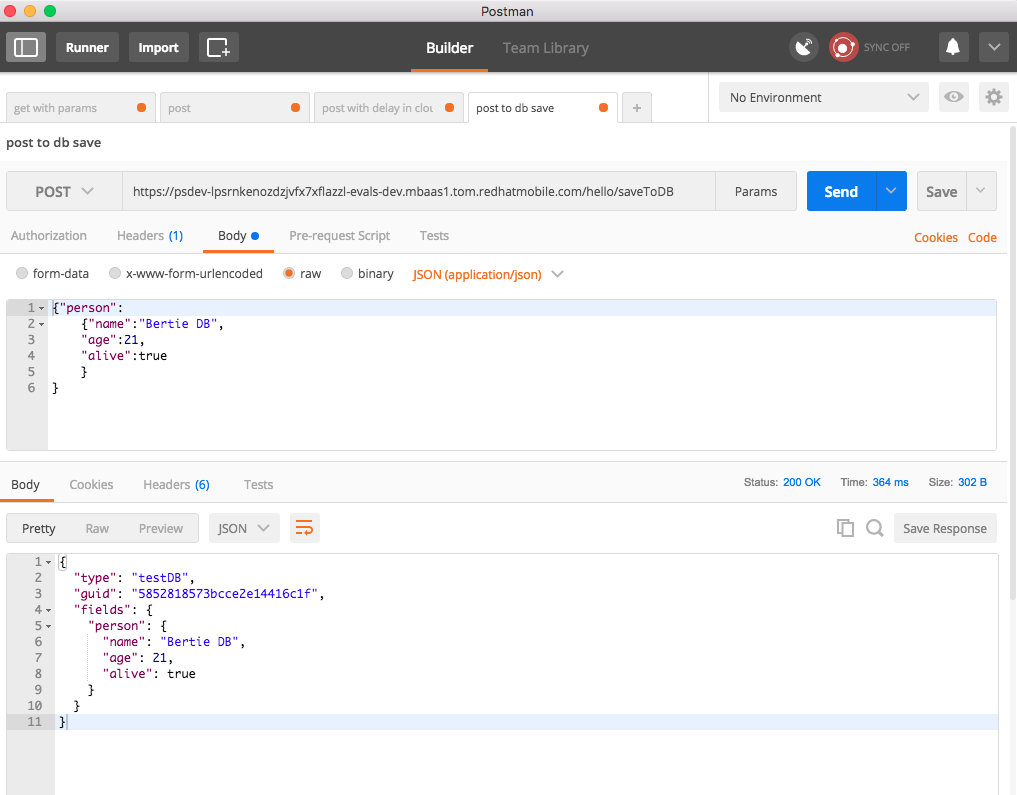 Postman
Runner Import Builder Team Library SYNC OFF
get with params post post with delay in clou post to db save + No Environment
post to db save
POST https://psdev-lpsrnkenozdzjvfx7xflazzl-evals-dev.mbaas1.tom.redhatmobile.com/hello/saveToDB Params Send Save
Authorization Headers (1) Body Pre-request Script Tests Cookies Code
form-data x-www-form-urlencoded raw binary JSON (application/json)
1 {"person":
2 {"name":"Bertie DB",
3 "age":21,
4 "alive":true
5 }
6 }
Body Cookies Headers (6) Tests Status: 200 OK Time: 364 ms Size: 302 B
Pretty Raw Preview JSON Save Response
1 {
2 "type": "testDB",
3 "guid": "5852818573bcce2e14416c1f",
4 "fields": {
5 "person": {
6 "name": "Bertie DB",
7 "age": 21,
8 "alive": true
9 }
10 }
11 }